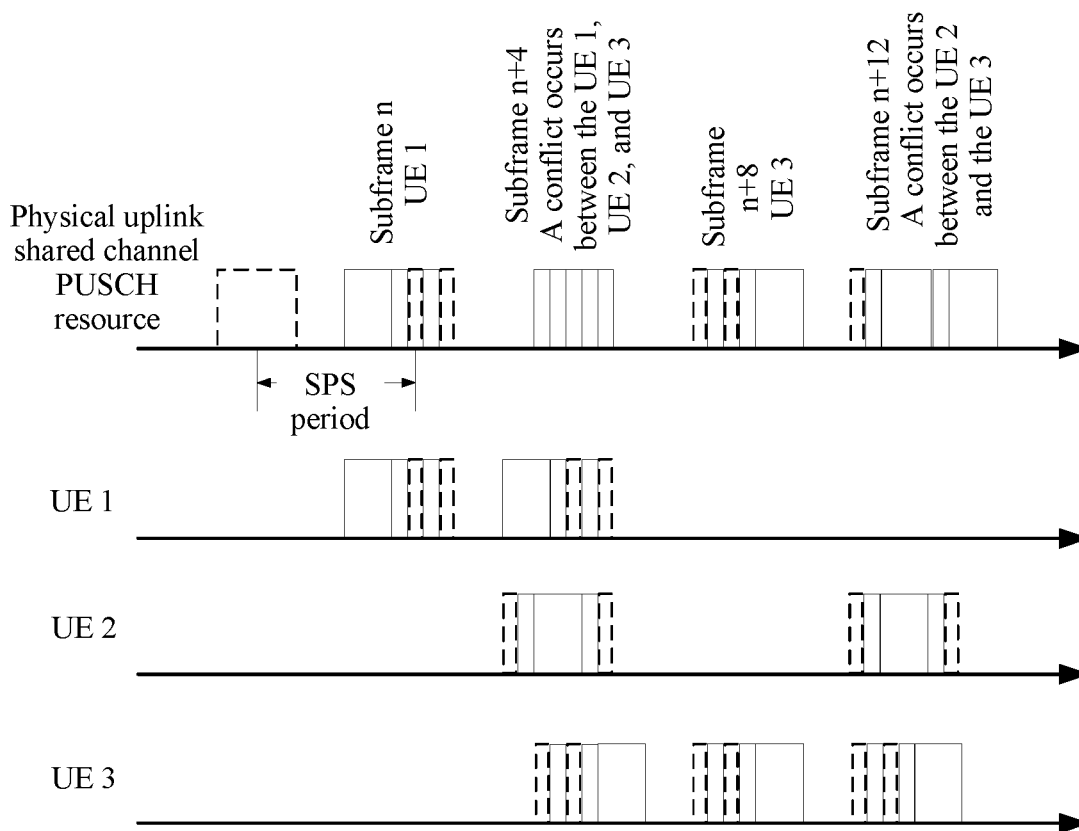 Subframe n
UE 1
Subframe n+4
A conflict occurs
between the UE 1,
UE 2, and UE 3
Subframe
n+8
UE 3
Subframe n+12
A conflict occurs
between the UE 2
and the UE 3
Physical uplink
shared channel
PUSCH
resource
SPS
period
UE 1
UE 2
UE 3